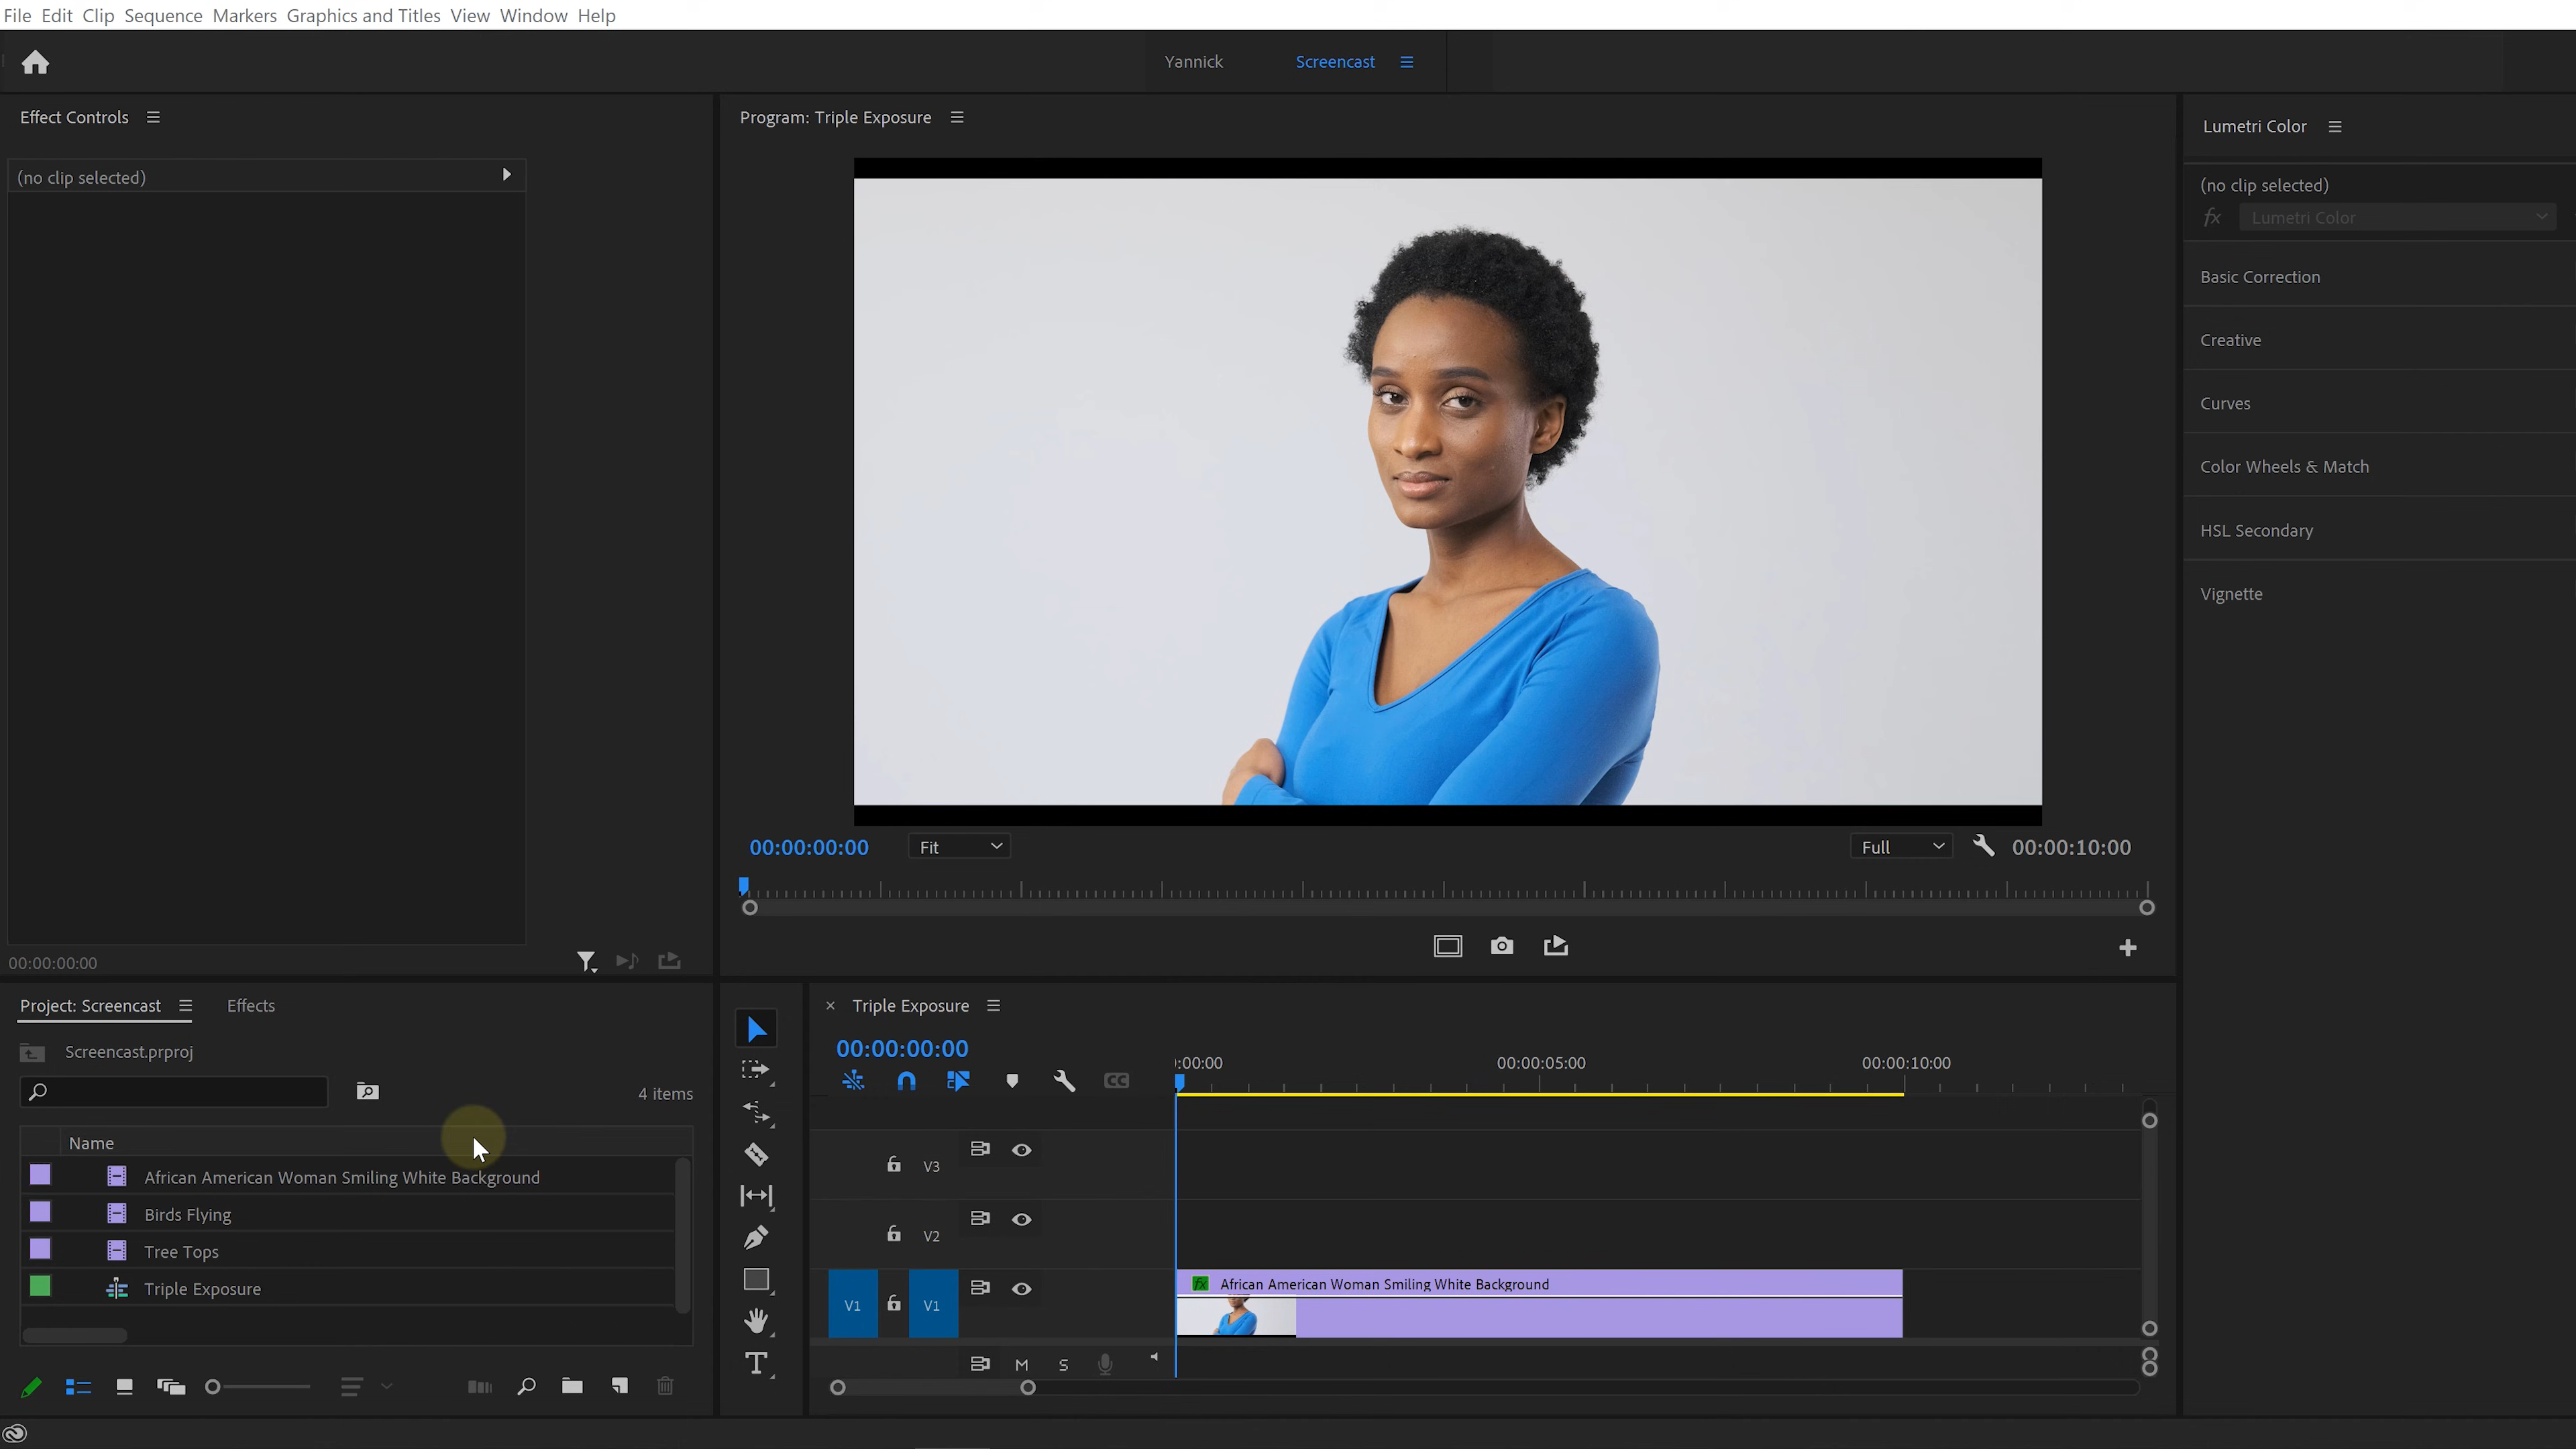 File Edit Clip Sequence Markers Graphics and Titles View Window Help
Yannick Screencast
Effect Controls
Program: Triple Exposure
Lumetri Color
(no clip selected)
(no clip selected)
fx Lumetri Color
Basic Correction
Creative
Curves
Color Wheels & Match
HSL Secondary
Vignette
00:00:00:00 Fit Full 00:00:10:00
00:00:00:00
Project: Screencast Effects
Screencast.prproj
4 items
Name
African American Woman Smiling White Background
Birds Flying
Tree Tops
Triple Exposure
× Triple Exposure
00:00:00:00
:00:00 00:00:05:00 00:00:10:00
CC
V3
V2
V1 V1
fx African American Woman Smiling White Background
M S
T